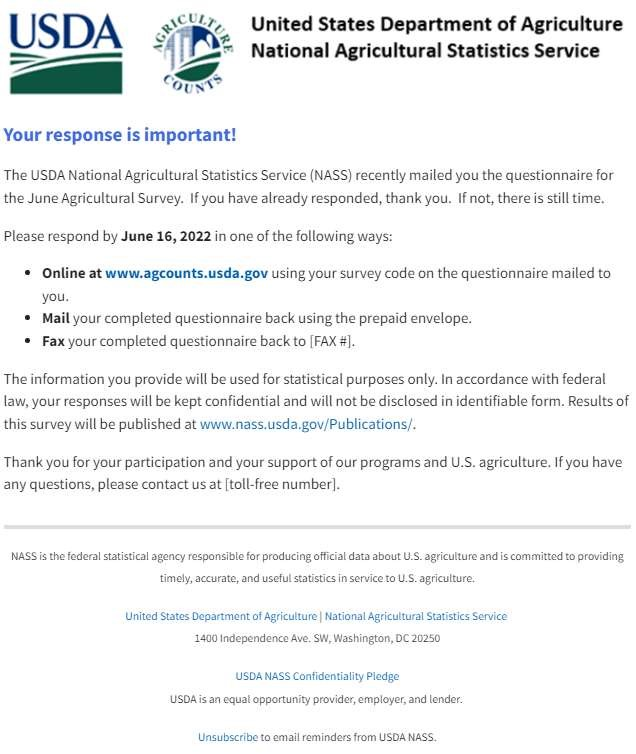 USDA
AGRICULTURE
COUNTS
United States Department of Agriculture
National Agricultural Statistics Service
Your response is important!
The USDA National Agricultural Statistics Service (NASS) recently mailed you the questionnaire for
the June Agricultural Survey.  If you have already responded, thank you.  If not, there is still time.
Please respond by June 16, 2022 in one of the following ways:
• Online at www.agcounts.usda.gov using your survey code on the questionnaire mailed to
you.
• Mail your completed questionnaire back using the prepaid envelope.
• Fax your completed questionnaire back to [FAX #].
The information you provide will be used for statistical purposes only. In accordance with federal
law, your responses will be kept confidential and will not be disclosed in identifiable form. Results of
this survey will be published at www.nass.usda.gov/Publications/.
Thank you for your participation and your support of our programs and U.S. agriculture. If you have
any questions, please contact us at [toll-free number].
NASS is the federal statistical agency responsible for producing official data about U.S. agriculture and is committed to providing
timely, accurate, and useful statistics in service to U.S. agriculture.
United States Department of Agriculture | National Agricultural Statistics Service
1400 Independence Ave. SW, Washington, DC 20250
USDA NASS Confidentiality Pledge
USDA is an equal opportunity provider, employer, and lender.
Unsubscribe to email reminders from USDA NASS.